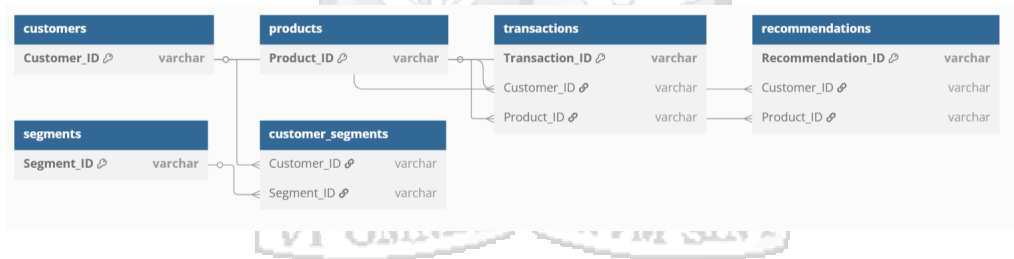 customers
Customer_ID varchar
products
Product_ID varchar
transactions
Transaction_ID varchar
Customer_ID varchar
Product_ID varchar
recommendations
Recommendation_ID varchar
Customer_ID varchar
Product_ID varchar
segments
Segment_ID varchar
customer_segments
Customer_ID varchar
Segment_ID varchar